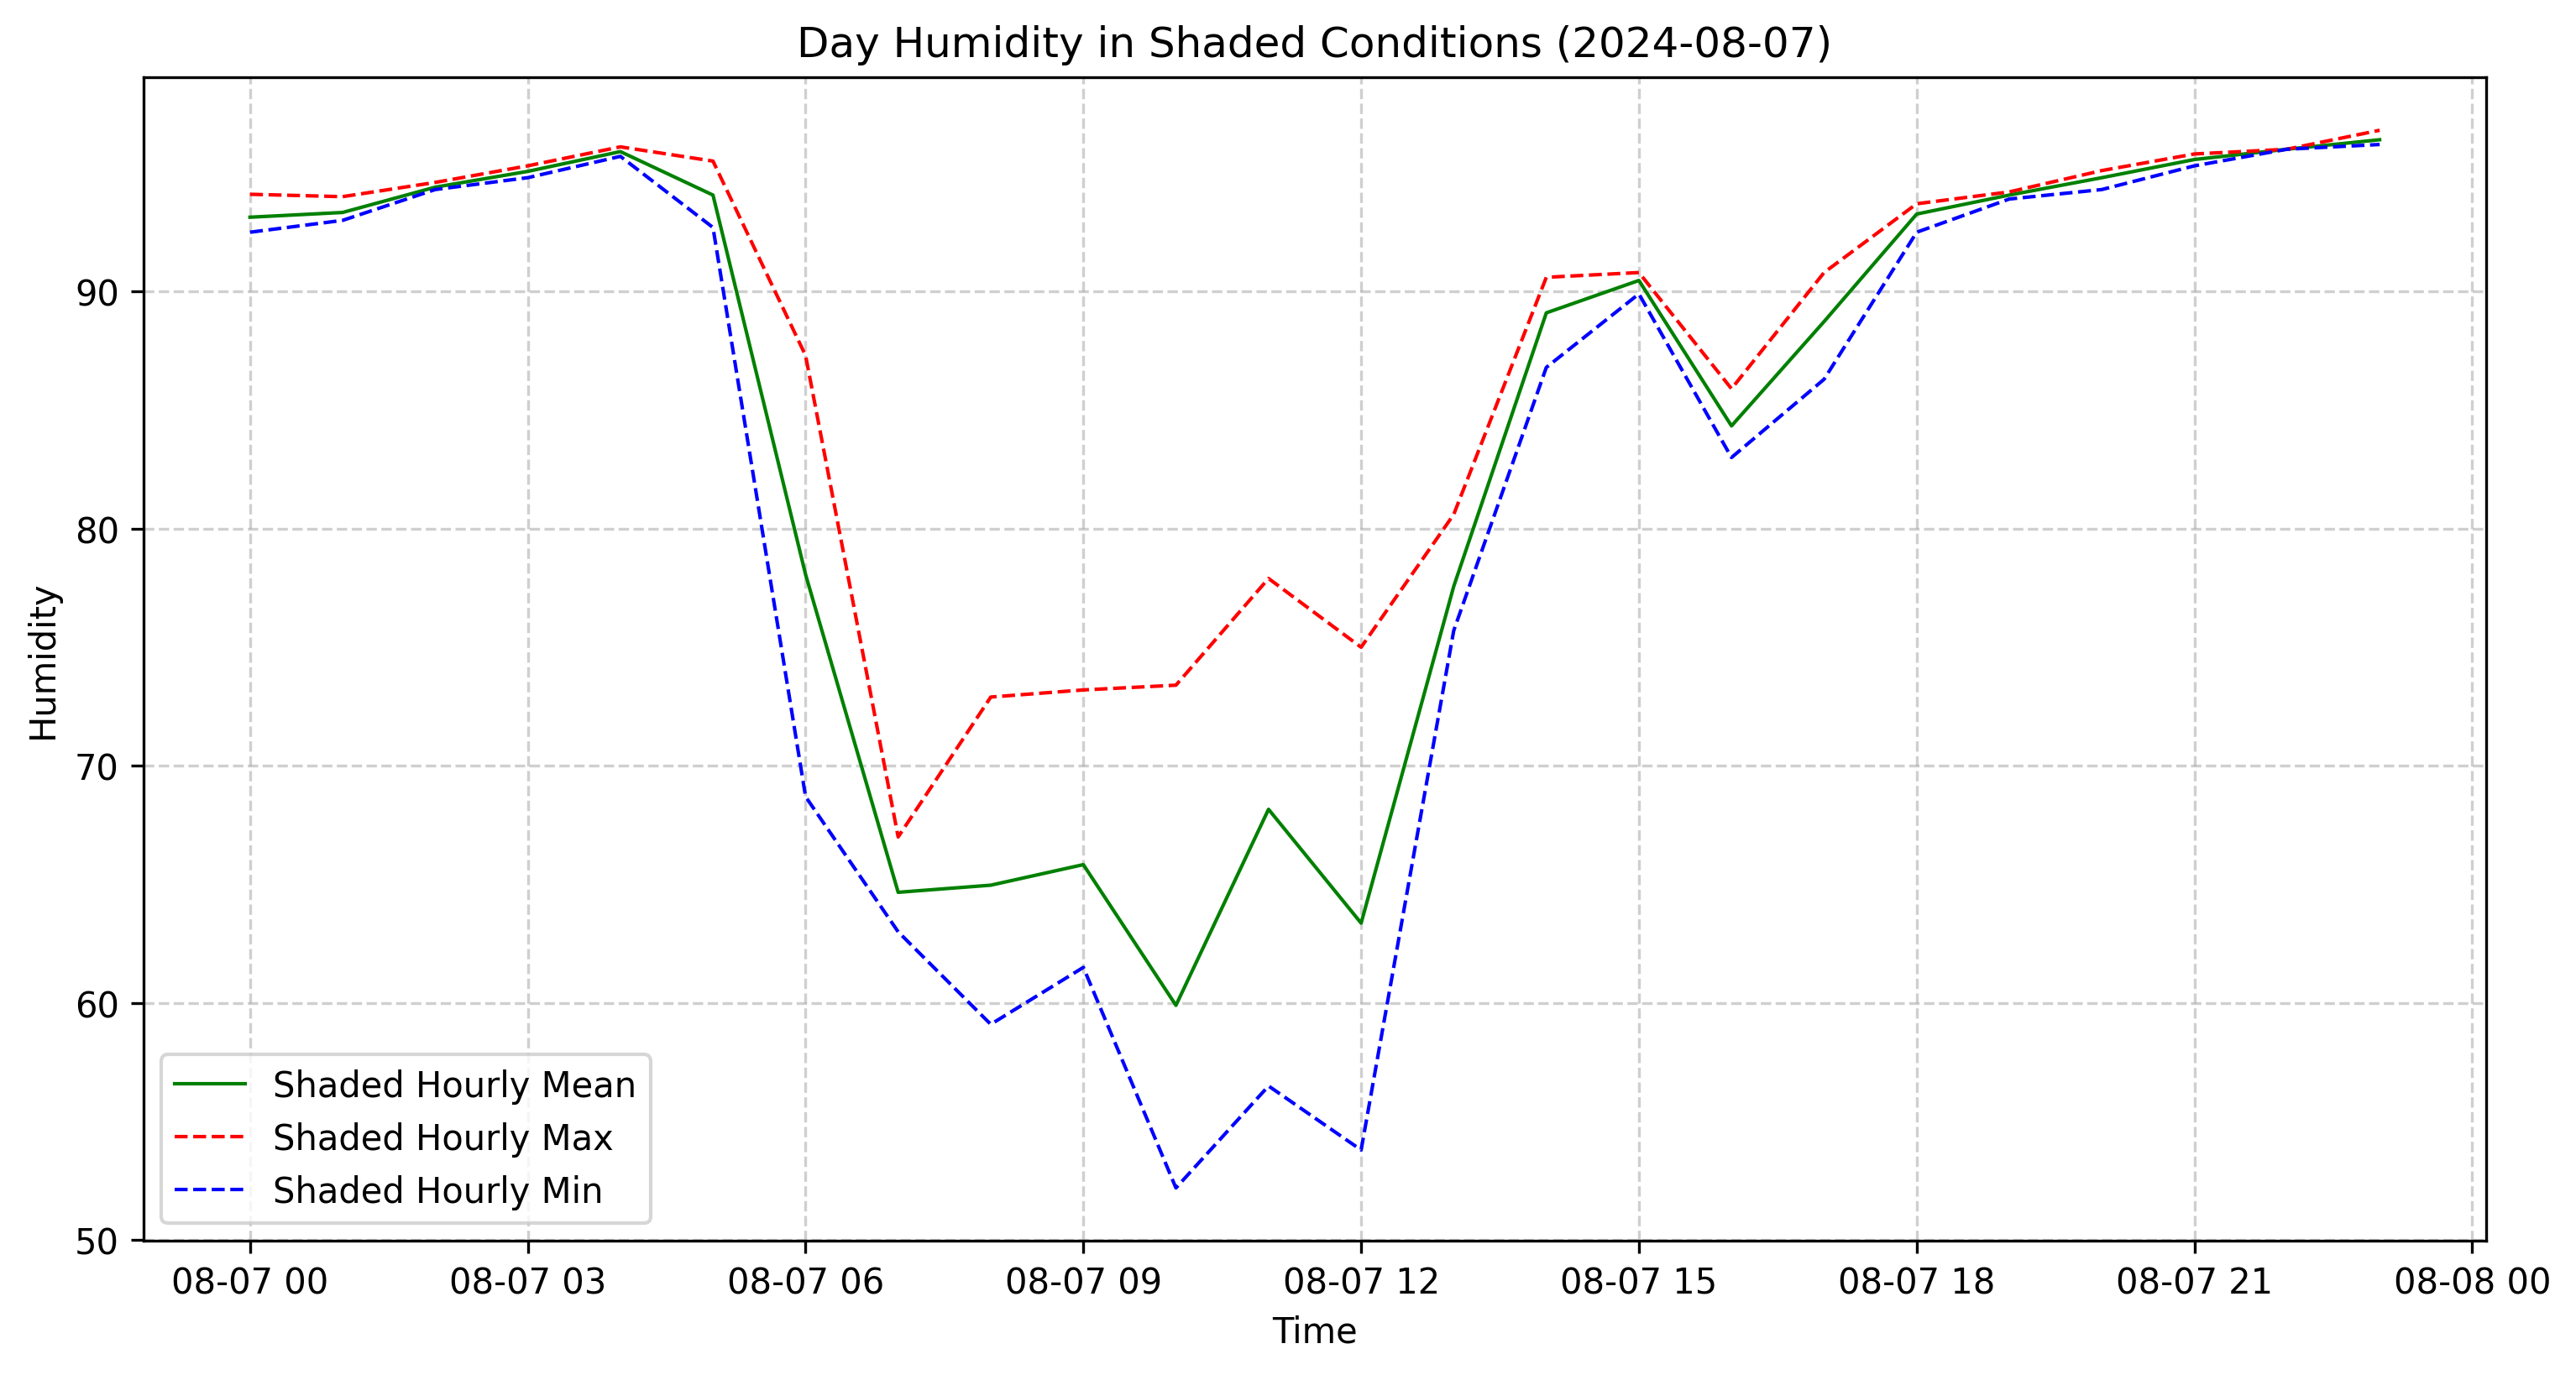 Day Humidity in Shaded Conditions (2024-08-07)
Humidity
90
80
70
60
50
Shaded Hourly Mean
Shaded Hourly Max
Shaded Hourly Min
08-07 00 08-07 03 08-07 06 08-07 09 08-07 12 08-07 15 08-07 18 08-07 21 08-08 00
Time